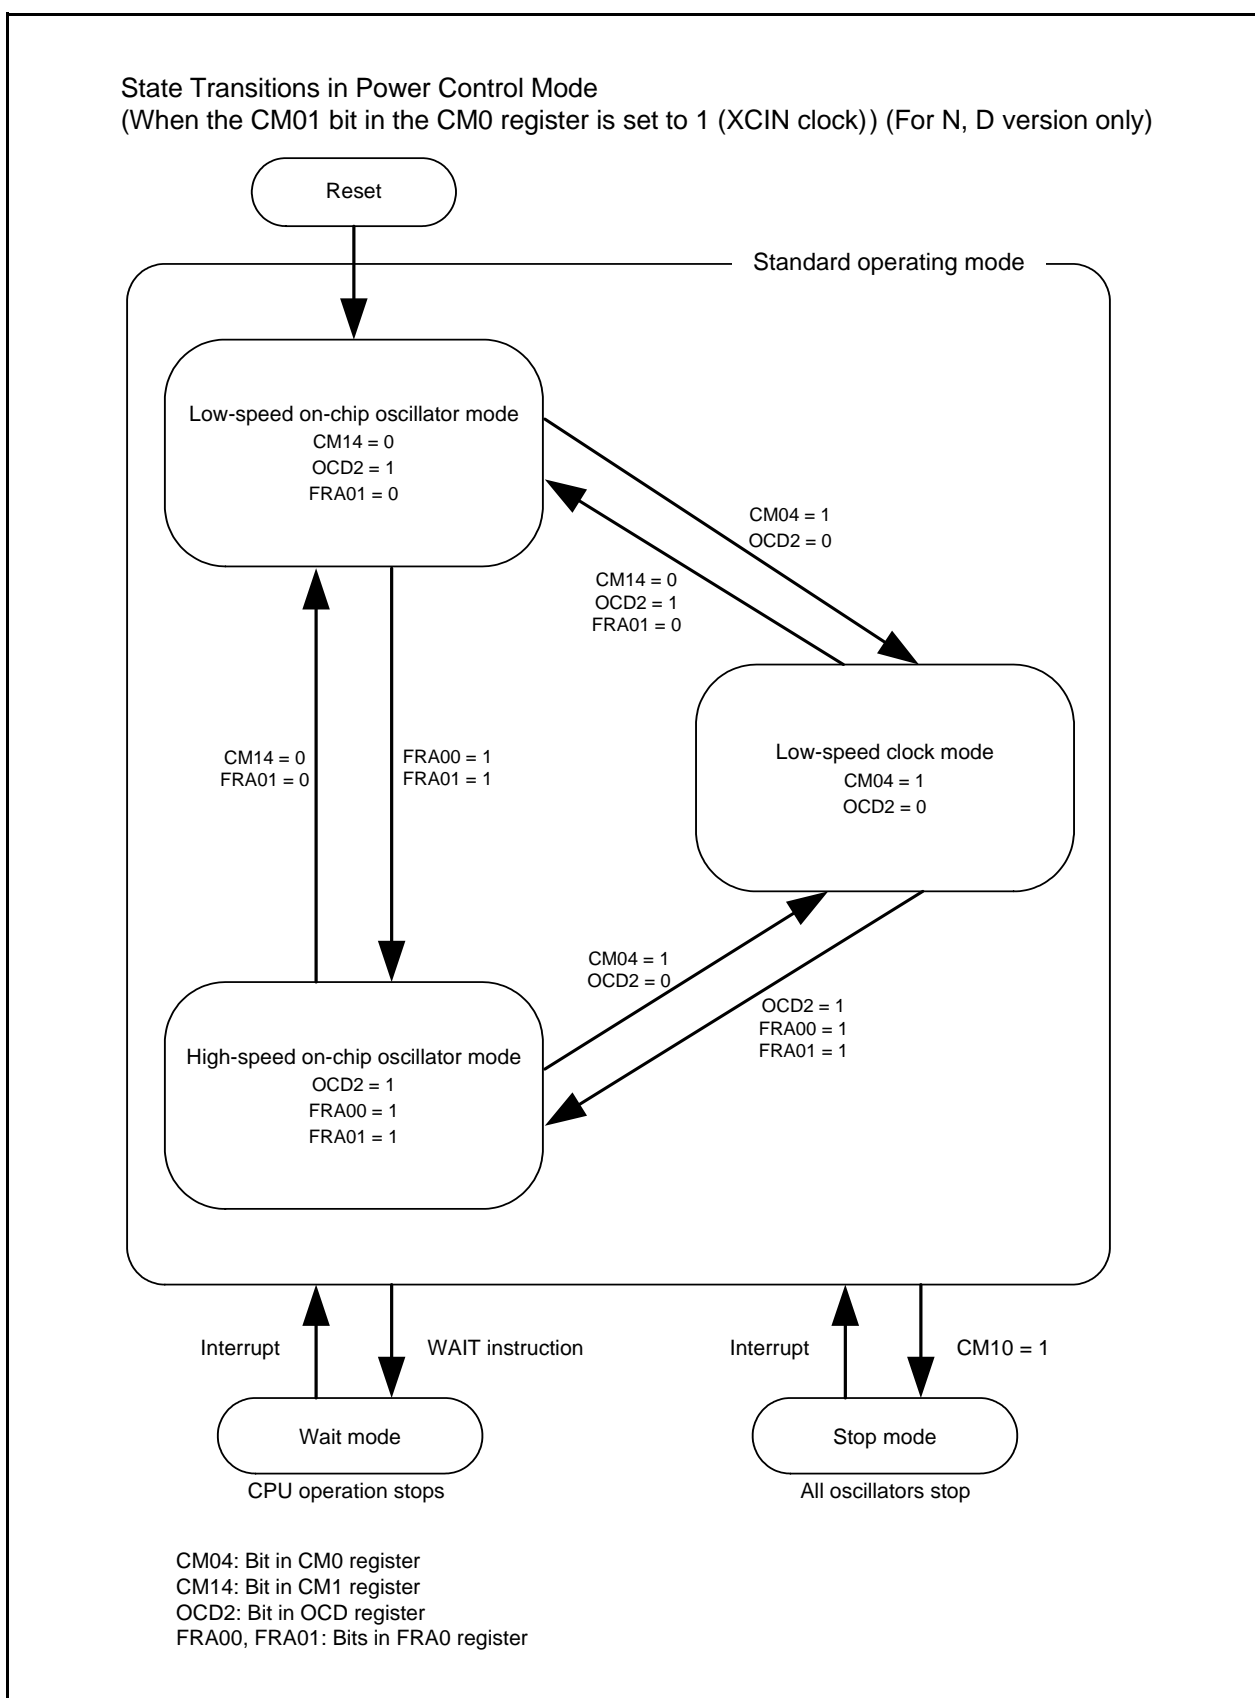 State Transitions in Power Control Mode
(When the CM01 bit in the CM0 register is set to 1 (XCIN clock)) (For N, D version only)
Reset
Standard operating mode
Low-speed on-chip oscillator mode
CM14 = 0
OCD2 = 1
FRA01 = 0
CM04 = 1
OCD2 = 0
CM14 = 0
OCD2 = 1
FRA01 = 0
Low-speed clock mode
CM04 = 1
OCD2 = 0
CM14 = 0
FRA01 = 0
FRA00 = 1
FRA01 = 1
CM04 = 1
OCD2 = 0
OCD2 = 1
FRA00 = 1
FRA01 = 1
High-speed on-chip oscillator mode
OCD2 = 1
FRA00 = 1
FRA01 = 1
Interrupt
WAIT instruction
Interrupt
CM10 = 1
Wait mode
Stop mode
CPU operation stops
All oscillators stop
CM04: Bit in CM0 register
CM14: Bit in CM1 register
OCD2: Bit in OCD register
FRA00, FRA01: Bits in FRA0 register